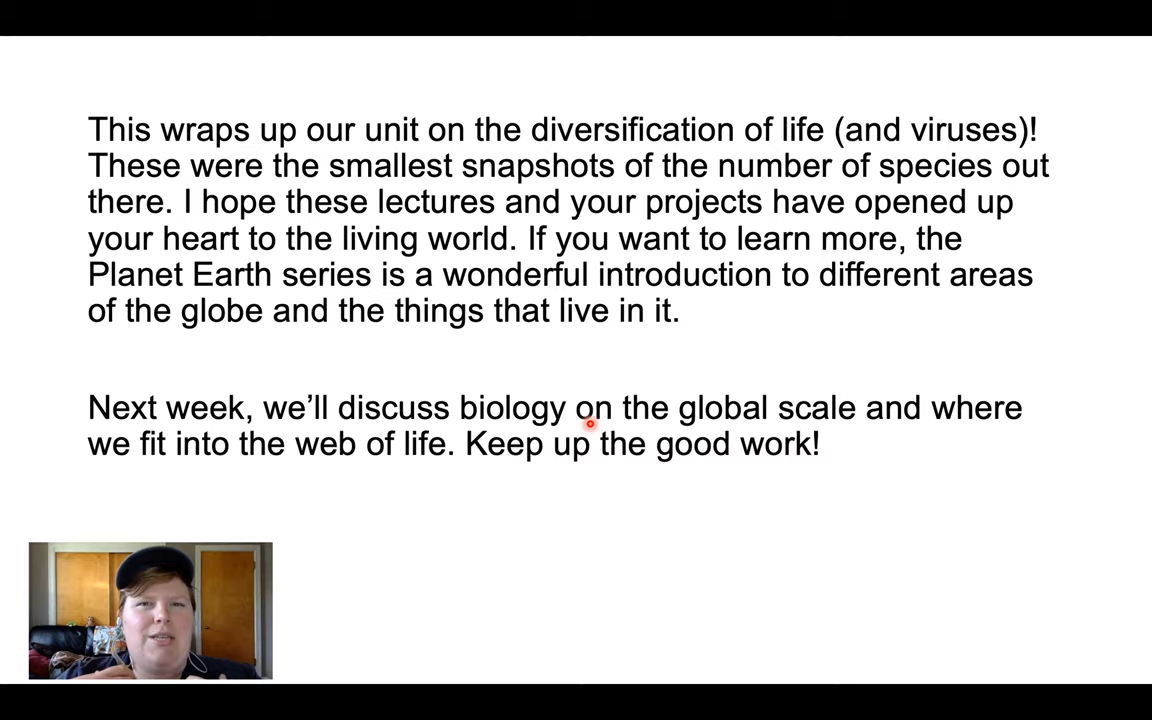 This wraps up our unit on the diversification of life (and viruses)!
These were the smallest snapshots of the number of species out
there. I hope these lectures and your projects have opened up
your heart to the living world. If you want to learn more, the
Planet Earth series is a wonderful introduction to different areas
of the globe and the things that live in it.
Next week, we’ll discuss biology on the global scale and where
we fit into the web of life. Keep up the good work!